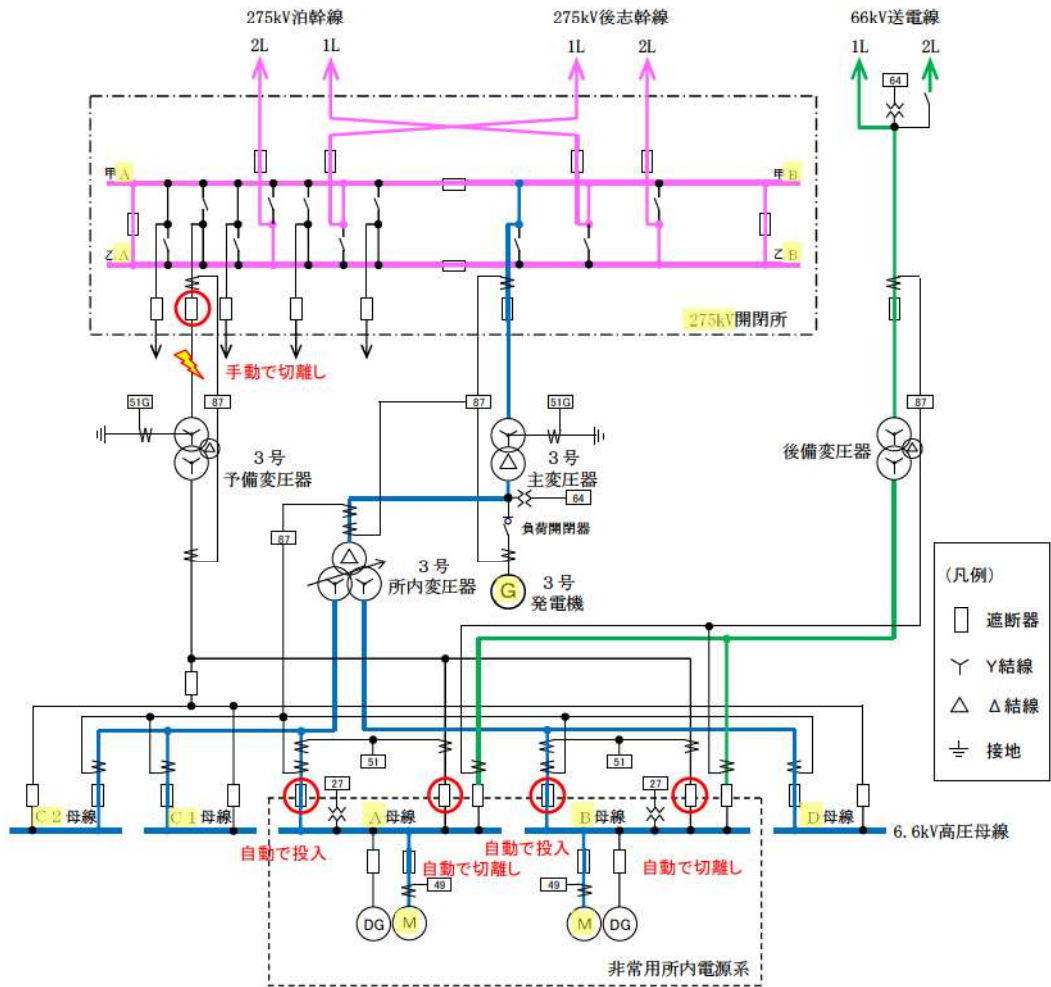 275kV泊幹線
275kV後志幹線
66kV送電線
2L
1L
1L
2L
1L
2L
64
甲A
甲B
乙A
乙B
275kV開閉所
手動で切離し
51G
87
87
51G
87
3号
予備変圧器
3号
主変圧器
後備変圧器
64
87
負荷開閉器
3号
所内変圧器
G
3号
発電機
(凡例)
遮断器
Y結線
Δ結線
接地
51
51
27
27
C2母線
C1母線
A母線
B母線
D母線
6.6kV高圧母線
自動で投入
自動で切離し
自動で投入
自動で切離し
49
49
DG
M
M
DG
非常用所内電源系